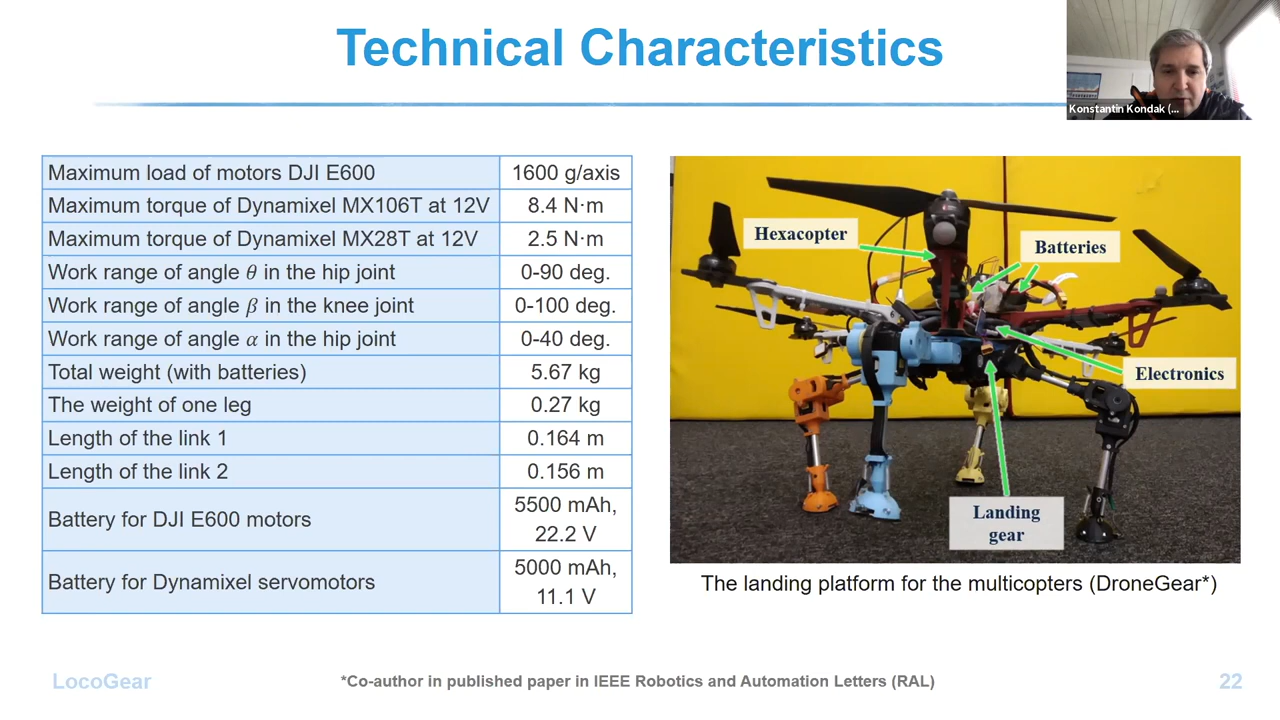 Technical Characteristics
Konstantin Kondak (...
Maximum load of motors DJI E600 1600 g/axis
Maximum torque of Dynamixel MX106T at 12V 8.4 N·m
Maximum torque of Dynamixel MX28T at 12V 2.5 N·m
Work range of angle θ in the hip joint 0-90 deg.
Work range of angle β in the knee joint 0-100 deg.
Work range of angle α in the hip joint 0-40 deg.
Total weight (with batteries) 5.67 kg
The weight of one leg 0.27 kg
Length of the link 1 0.164 m
Length of the link 2 0.156 m
Battery for DJI E600 motors 5500 mAh,
22.2 V
Battery for Dynamixel servomotors 5000 mAh,
11.1 V
Hexacopter
Batteries
Electronics
Landing
gear
The landing platform for the multicopters (DroneGear*)
LocoGear
*Co-author in published paper in IEEE Robotics and Automation Letters (RAL)
22